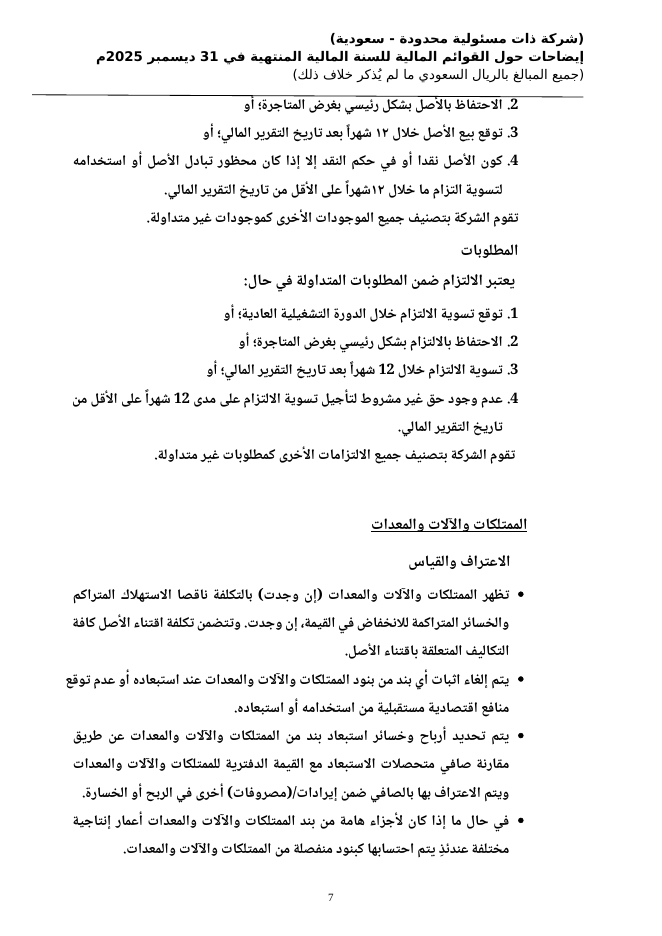 (شركة ذات مسئولية محدودة - سعودية)
إيضاحات حول القوائم المالية للسنة المالية المنتهية في 31 ديسمبر 2025م
(جميع المبالغ بالريال السعودي ما لم يُذكر خلاف ذلك)
2. الاحتفاظ بالأصل بشكل رئيسي بغرض المتاجرة؛ أو
3. توقع بيع الأصل خلال ١٢ شهراً بعد تاريخ التقرير المالي؛ أو
4. كون الأصل نقدا أو في حكم النقد إلا إذا كان محظور تبادل الأصل أو استخدامه
لتسوية التزام ما خلال ١٢شهراً على الأقل من تاريخ التقرير المالي.
تقوم الشركة بتصنيف جميع الموجودات الأخرى كموجودات غير متداولة.
المطلوبات
يعتبر الالتزام ضمن المطلوبات المتداولة في حال:
1. توقع تسوية الالتزام خلال الدورة التشغيلية العادية؛ أو
2. الاحتفاظ بالالتزام بشكل رئيسي بغرض المتاجرة؛ أو
3. تسوية الالتزام خلال 12 شهراً بعد تاريخ التقرير المالي؛ أو
4. عدم وجود حق غير مشروط لتأجيل تسوية الالتزام على مدى 12 شهراً على الأقل من
تاريخ التقرير المالي.
تقوم الشركة بتصنيف جميع الالتزامات الأخرى كمطلوبات غير متداولة.
الممتلكات والآلات والمعدات
الاعتراف والقياس
• تظهر الممتلكات والآلات والمعدات (إن وجدت) بالتكلفة ناقصا الاستهلاك المتراكم
والخسائر المتراكمة للانخفاض في القيمة، إن وجدت. وتتضمن تكلفة اقتناء الأصل كافة
التكاليف المتعلقة باقتناء الأصل.
• يتم إلغاء اثبات أي بند من بنود الممتلكات والآلات والمعدات عند استبعاده أو عدم توقع
منافع اقتصادية مستقبلية من استخدامه أو استبعاده.
• يتم تحديد أرباح وخسائر استبعاد بند من الممتلكات والآلات والمعدات عن طريق
مقارنة صافي متحصلات الاستبعاد مع القيمة الدفترية للممتلكات والآلات والمعدات
ويتم الاعتراف بها بالصافي ضمن إيرادات/(مصروفات) أخرى في الربح أو الخسارة.
• في حال ما إذا كان لأجزاء هامة من بند الممتلكات والآلات والمعدات أعمار إنتاجية
مختلفة عندئذٍ يتم احتسابها كبنود منفصلة من الممتلكات والآلات والمعدات.
7